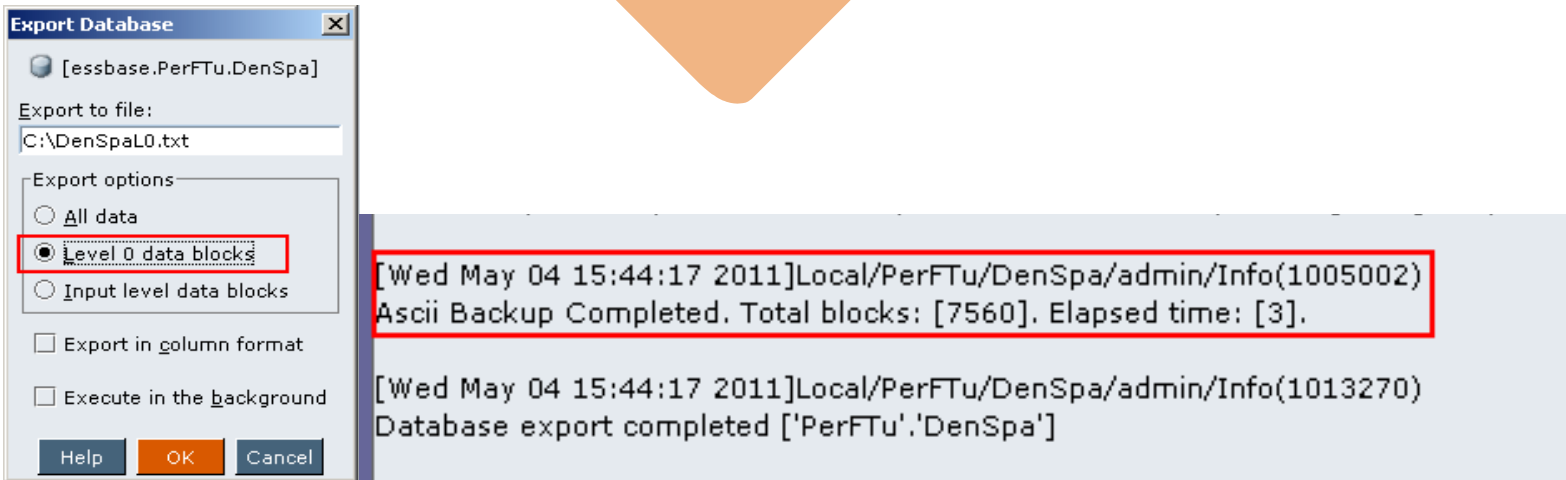 Export Database
[essbase.PerFTu.DenSpa]
Export to file:
C:\DenSpaL0.txt
Export options
All data
Level 0 data blocks
Input level data blocks
Export in column format
Execute in the background
Help OK Cancel
[Wed May 04 15:44:17 2011]Local/PerFTu/DenSpa/admin/Info(1005002)
Ascii Backup Completed. Total blocks: [7560]. Elapsed time: [3].
[Wed May 04 15:44:17 2011]Local/PerFTu/DenSpa/admin/Info(1013270)
Database export completed ['PerFTu'.'DenSpa']